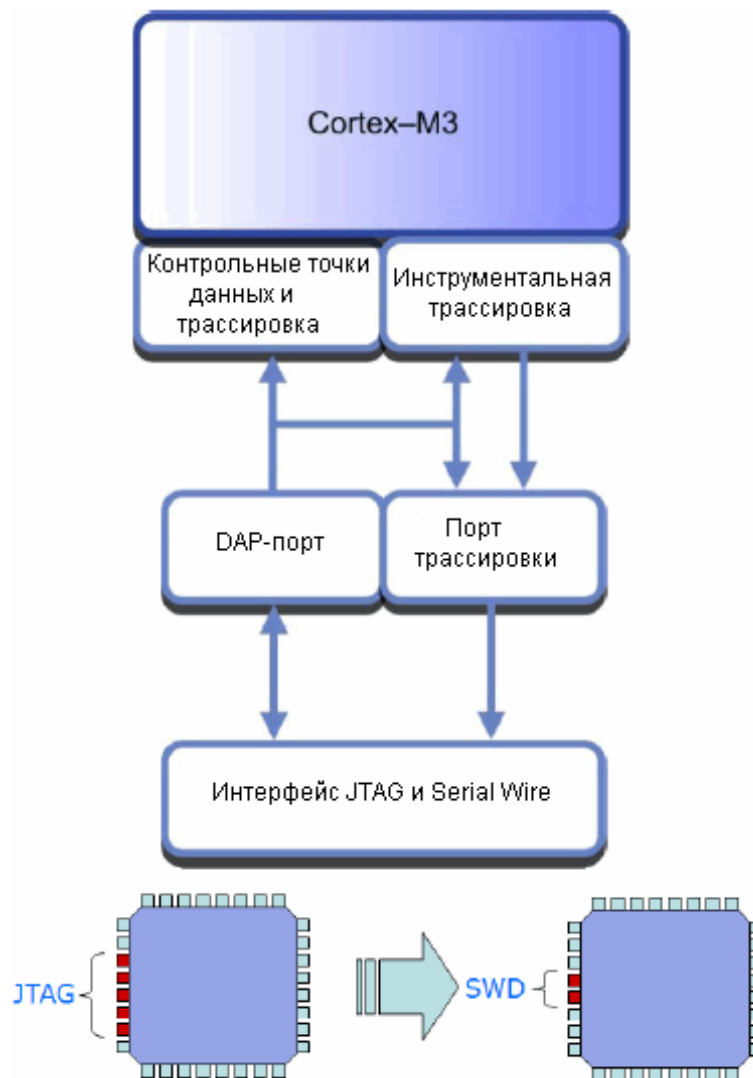 Cortex–M3
Контрольные точки
данных и
трассировка
Инструментальная
трассировка
DAP-порт
Порт
трассировки
Интерфейс JTAG и Serial Wire
JTAG
SWD